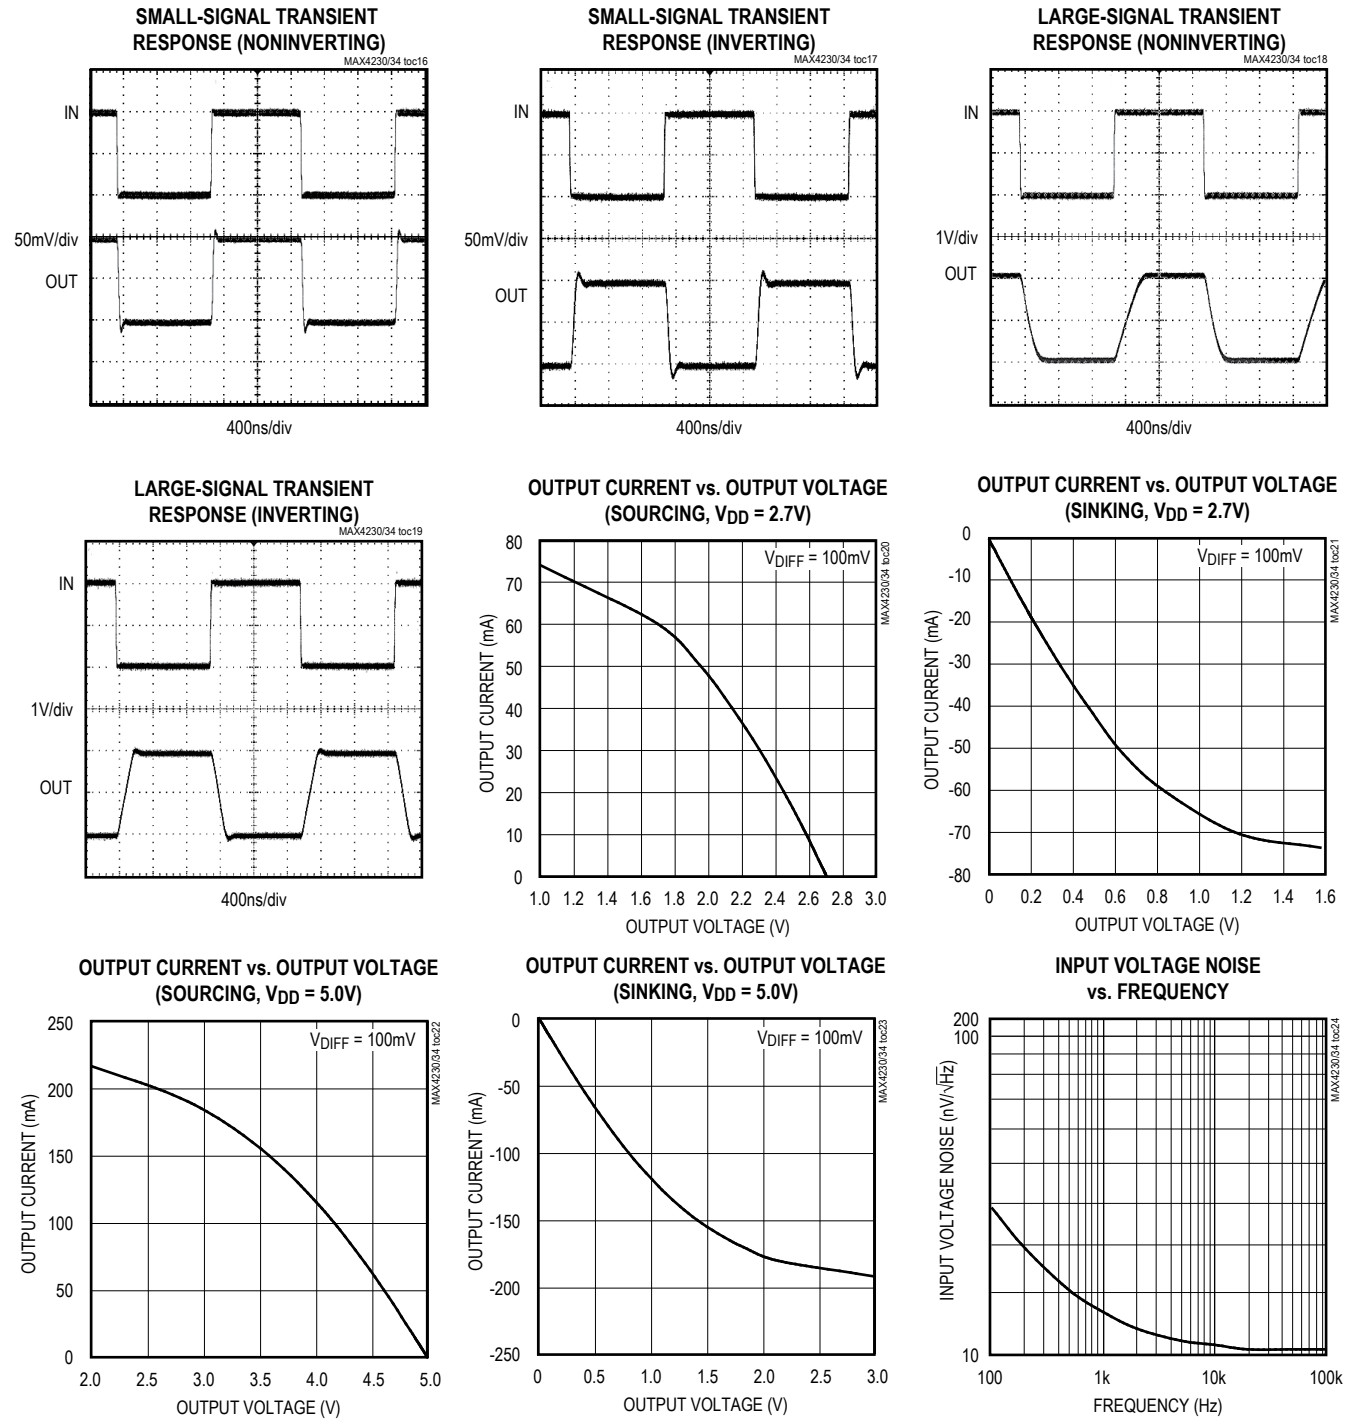 SMALL-SIGNAL TRANSIENT
RESPONSE (NONINVERTING)
MAX4230/34 toc16
IN
50mV/div
OUT
400ns/div
SMALL-SIGNAL TRANSIENT
RESPONSE (INVERTING)
MAX4230/34 toc17
IN
50mV/div
OUT
400ns/div
LARGE-SIGNAL TRANSIENT
RESPONSE (NONINVERTING)
MAX4230/34 toc18
IN
1V/div
OUT
400ns/div
LARGE-SIGNAL TRANSIENT
RESPONSE (INVERTING)
MAX4230/34 toc19
IN
1V/div
OUT
400ns/div
OUTPUT CURRENT vs. OUTPUT VOLTAGE
(SOURCING, VDD = 2.7V)
MAX4230/34 toc20
VDIFF = 100mV
OUTPUT CURRENT (mA)
80
70
60
50
40
30
20
10
0
1.0 1.2 1.4 1.6 1.8 2.0 2.2 2.4 2.6 2.8 3.0
OUTPUT VOLTAGE (V)
OUTPUT CURRENT vs. OUTPUT VOLTAGE
(SINKING, VDD = 2.7V)
MAX4230/34 toc21
VDIFF = 100mV
OUTPUT CURRENT (mA)
0
-10
-20
-30
-40
-50
-60
-70
-80
0 0.2 0.4 0.6 0.8 1.0 1.2 1.4 1.6
OUTPUT VOLTAGE (V)
OUTPUT CURRENT vs. OUTPUT VOLTAGE
(SOURCING, VDD = 5.0V)
MAX4230/34 toc22
VDIFF = 100mV
OUTPUT CURRENT (mA)
250
200
150
100
50
0
2.0 2.5 3.0 3.5 4.0 4.5 5.0
OUTPUT VOLTAGE (V)
OUTPUT CURRENT vs. OUTPUT VOLTAGE
(SINKING, VDD = 5.0V)
MAX4230/34 toc23
VDIFF = 100mV
OUTPUT CURRENT (mA)
0
-50
-100
-150
-200
-250
0 0.5 1.0 1.5 2.0 2.5 3.0
OUTPUT VOLTAGE (V)
INPUT VOLTAGE NOISE
vs. FREQUENCY
MAX4230/34 toc24
INPUT VOLTAGE NOISE (nV/√Hz)
200
100
10
100 1k 10k 100k
FREQUENCY (Hz)